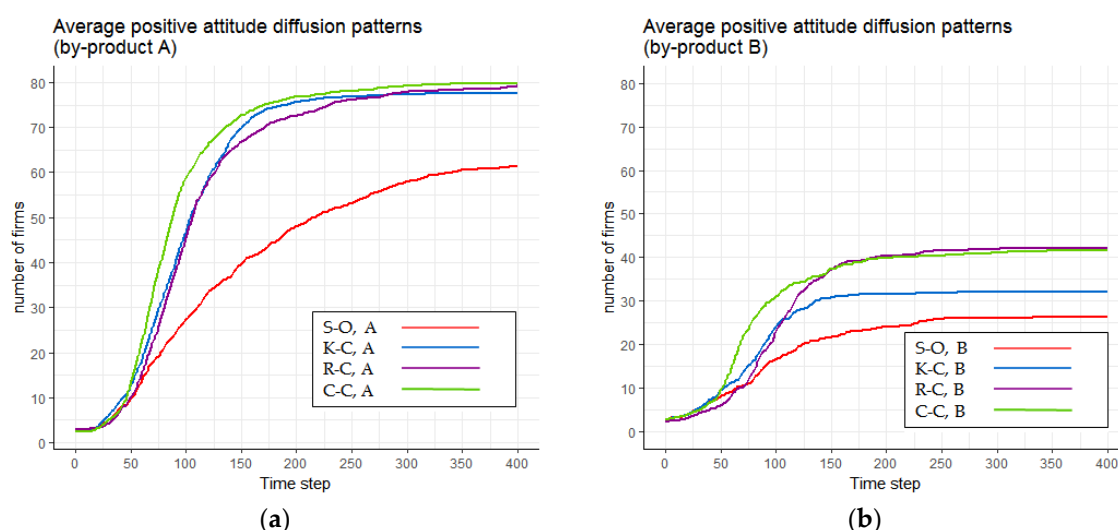 Average positive attitude diffusion patterns
(by-product A)
number of firms
80
70
60
50
40
30
20
10
0
S-O, A
K-C, A
R-C, A
C-C, A
0 50 100 150 200 250 300 350 400
Time step
(a)
Average positive attitude diffusion patterns
(by-product B)
number of firms
80
70
60
50
40
30
20
10
0
S-O, B
K-C, B
R-C, B
C-C, B
0 50 100 150 200 250 300 350 400
Time step
(b)